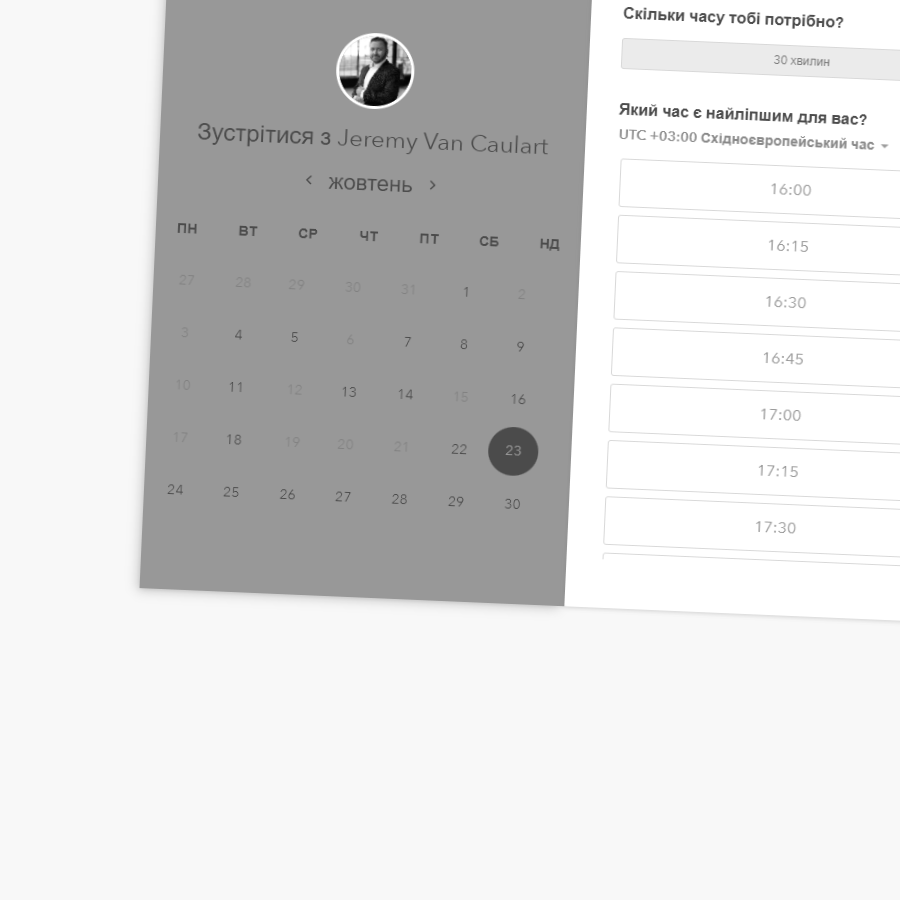 Зустрітися з Jeremy Van Caulart
жовтень
ПН ВТ СР ЧТ ПТ СБ НД
27 28 29 30 31 1 2
3 4 5 6 7 8 9
10 11 12 13 14 15 16
17 18 19 20 21 22 23
24 25 26 27 28 29 30
Скільки часу тобі потрібно?
30 хвилин
Який час є найліпшим для вас?
UTC +03:00 Східноєвропейський час
16:00
16:15
16:30
16:45
17:00
17:15
17:30